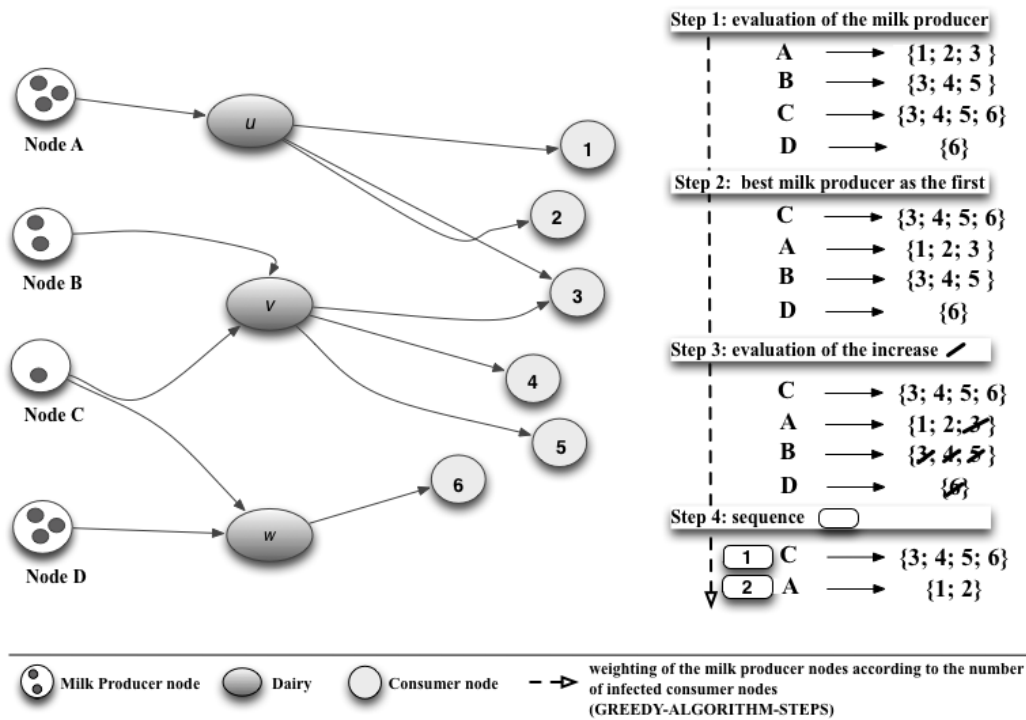 Node A
Node B
Node C
Node D
u
v
w
1
2
3
4
5
6
Step 1: evaluation of the milk producer
A {1; 2; 3 }
B {3; 4; 5 }
C {3; 4; 5; 6}
D {6}
Step 2: best milk producer as the first
C {3; 4; 5; 6}
A {1; 2; 3 }
B {3; 4; 5 }
D {6}
Step 3: evaluation of the increase
C {3; 4; 5; 6}
A {1; 2; 3}
B {3; 4; 5 }
D {6}
Step 4: sequence
1 C {3; 4; 5; 6}
2 A {1; 2}
Milk Producer node
Dairy
Consumer node
weighting of the milk producer nodes according to the number
of infected consumer nodes
(GREEDY-ALGORITHM-STEPS)